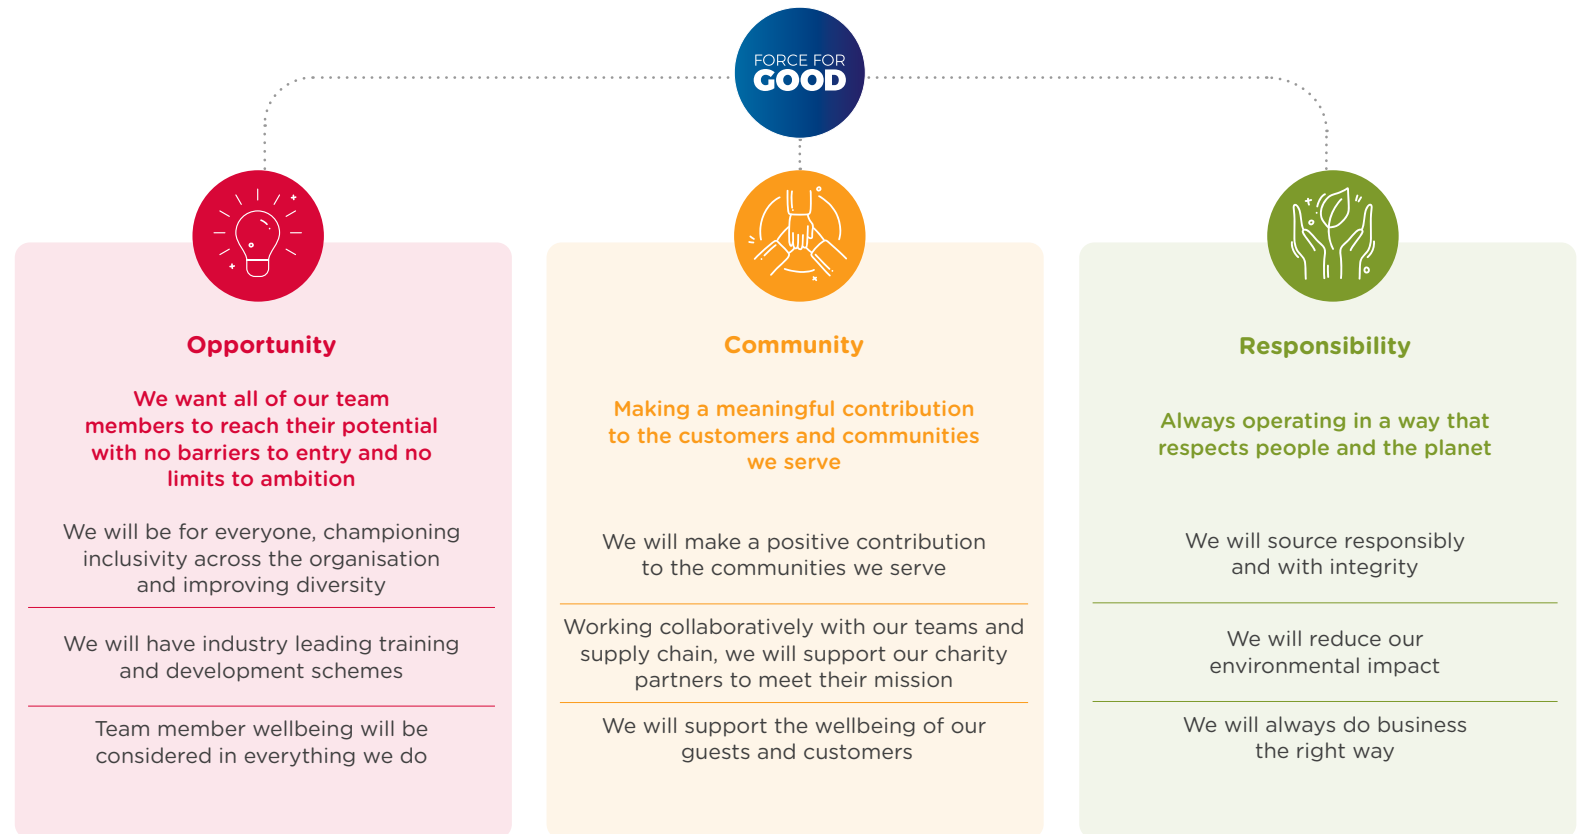 FORCE FOR
GOOD
Opportunity
We want all of our team
members to reach their potential
with no barriers to entry and no
limits to ambition
We will be for everyone, championing
inclusivity across the organisation
and improving diversity
We will have industry leading training
and development schemes
Team member wellbeing will be
considered in everything we do
Community
Making a meaningful contribution
to the customers and communities
we serve
We will make a positive contribution
to the communities we serve
Working collaboratively with our teams and
supply chain, we will support our charity
partners to meet their mission
We will support the wellbeing of our
guests and customers
Responsibility
Always operating in a way that
respects people and the planet
We will source responsibly
and with integrity
We will reduce our
environmental impact
We will always do business
the right way